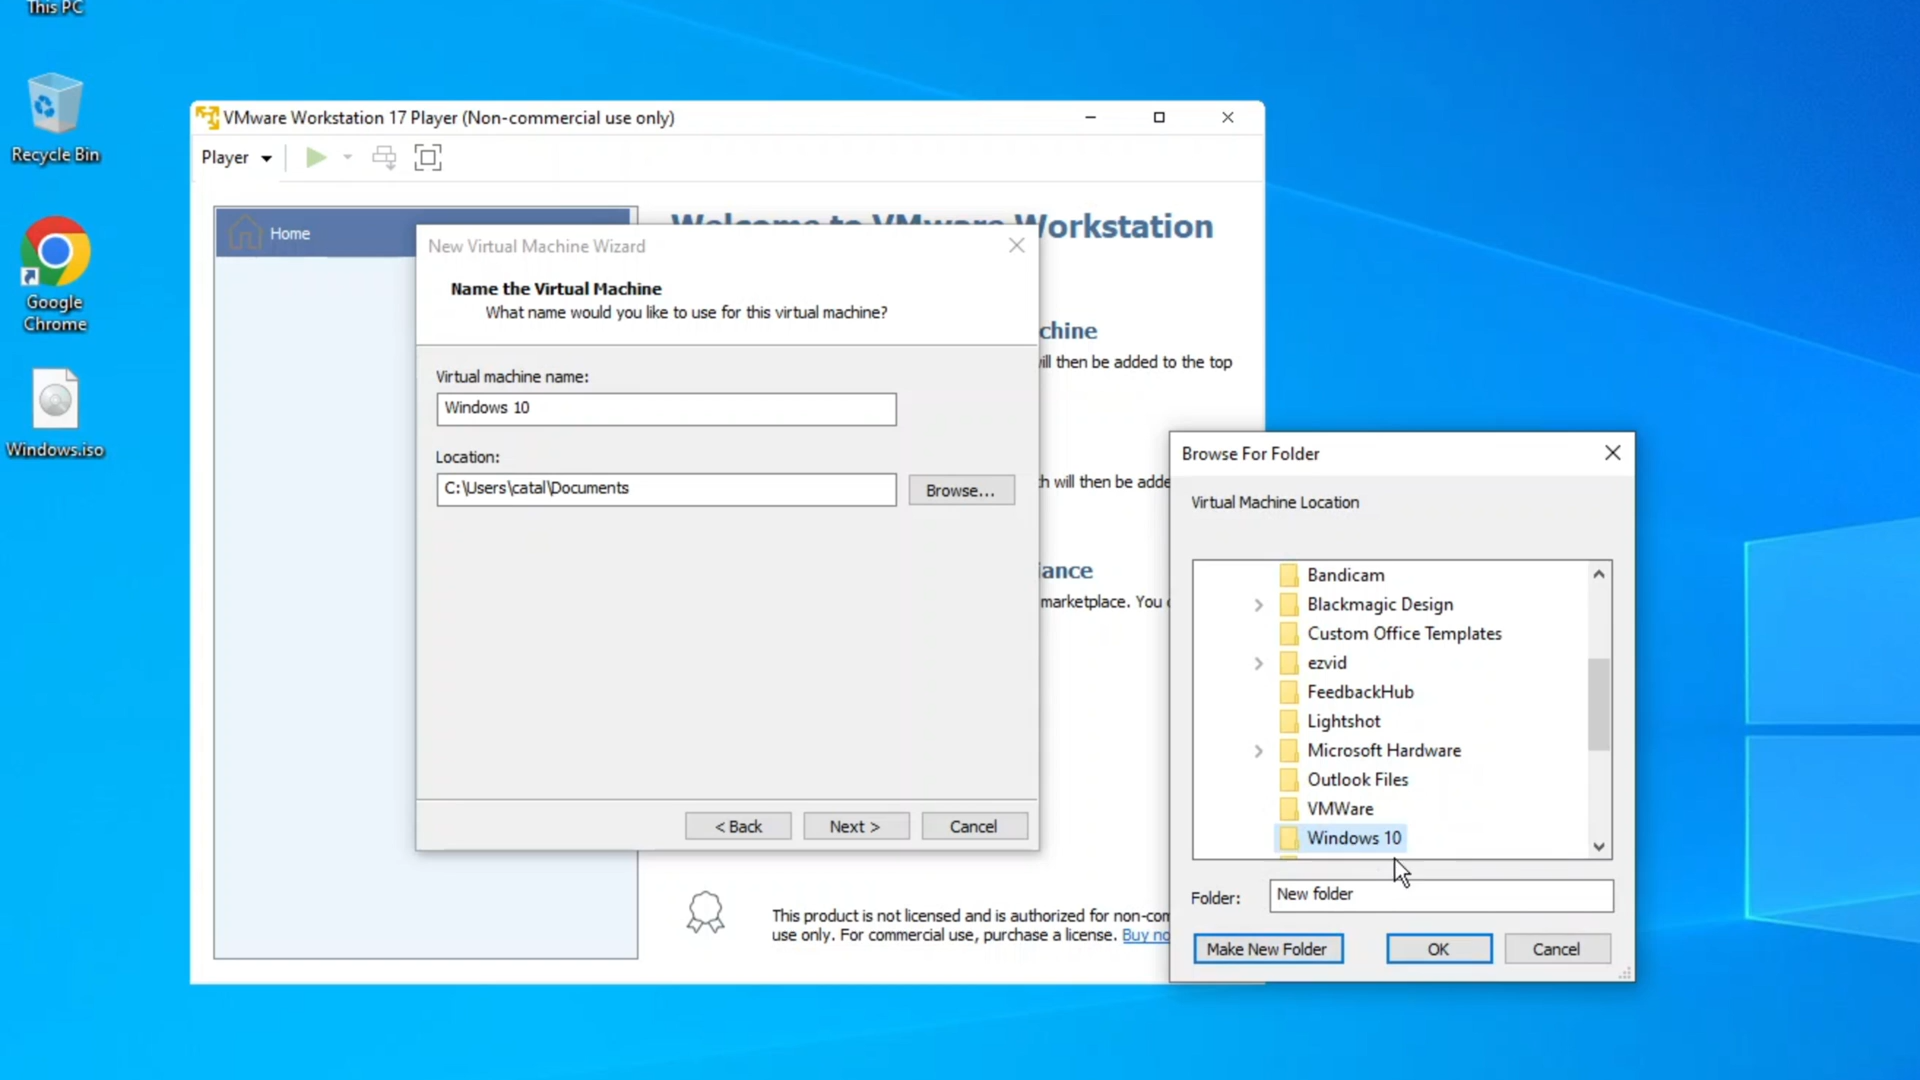 This PC
Recycle Bin
Google
Chrome
Windows.iso
VMware Workstation 17 Player (Non-commercial use only)
Player
Home
Welcome to VMware Workstation
New Virtual Machine Wizard
Name the Virtual Machine
What name would you like to use for this virtual machine?
Virtual machine name:
Windows 10
Location:
C:\Users\catal\Documents
Browse...
< Back
Next >
Cancel
chine
ill then be added to the top
h will then be adde
iance
marketplace. You
This product is not licensed and is authorized for non-com
use only. For commercial use, purchase a license. Buy no
Browse For Folder
Virtual Machine Location
Bandicam
Blackmagic Design
Custom Office Templates
ezvid
FeedbackHub
Lightshot
Microsoft Hardware
Outlook Files
VMWare
Windows 10
Folder:
New folder
Make New Folder
OK
Cancel